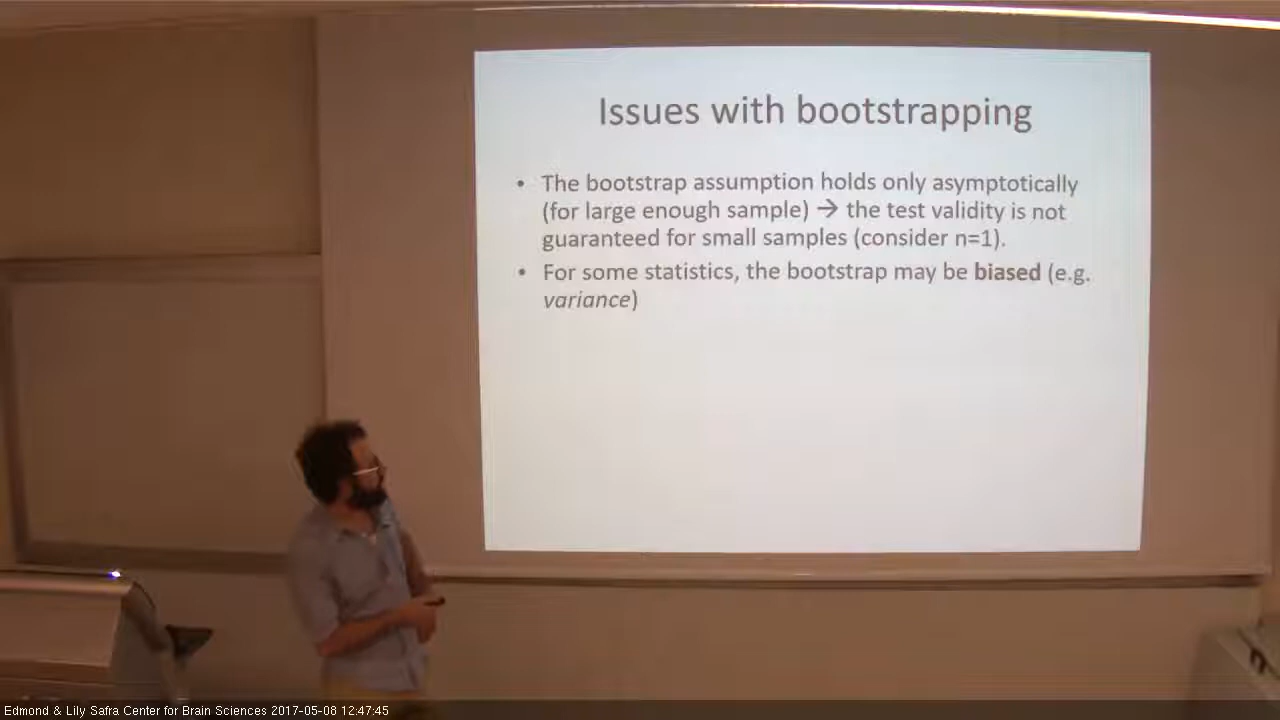 Issues with bootstrapping
• The bootstrap assumption holds only asymptotically
(for large enough sample) → the test validity is not
guaranteed for small samples (consider n=1).
• For some statistics, the bootstrap may be biased (e.g.
variance)
Edmond & Lily Safra Center for Brain Sciences 2017-05-08 12:47:45